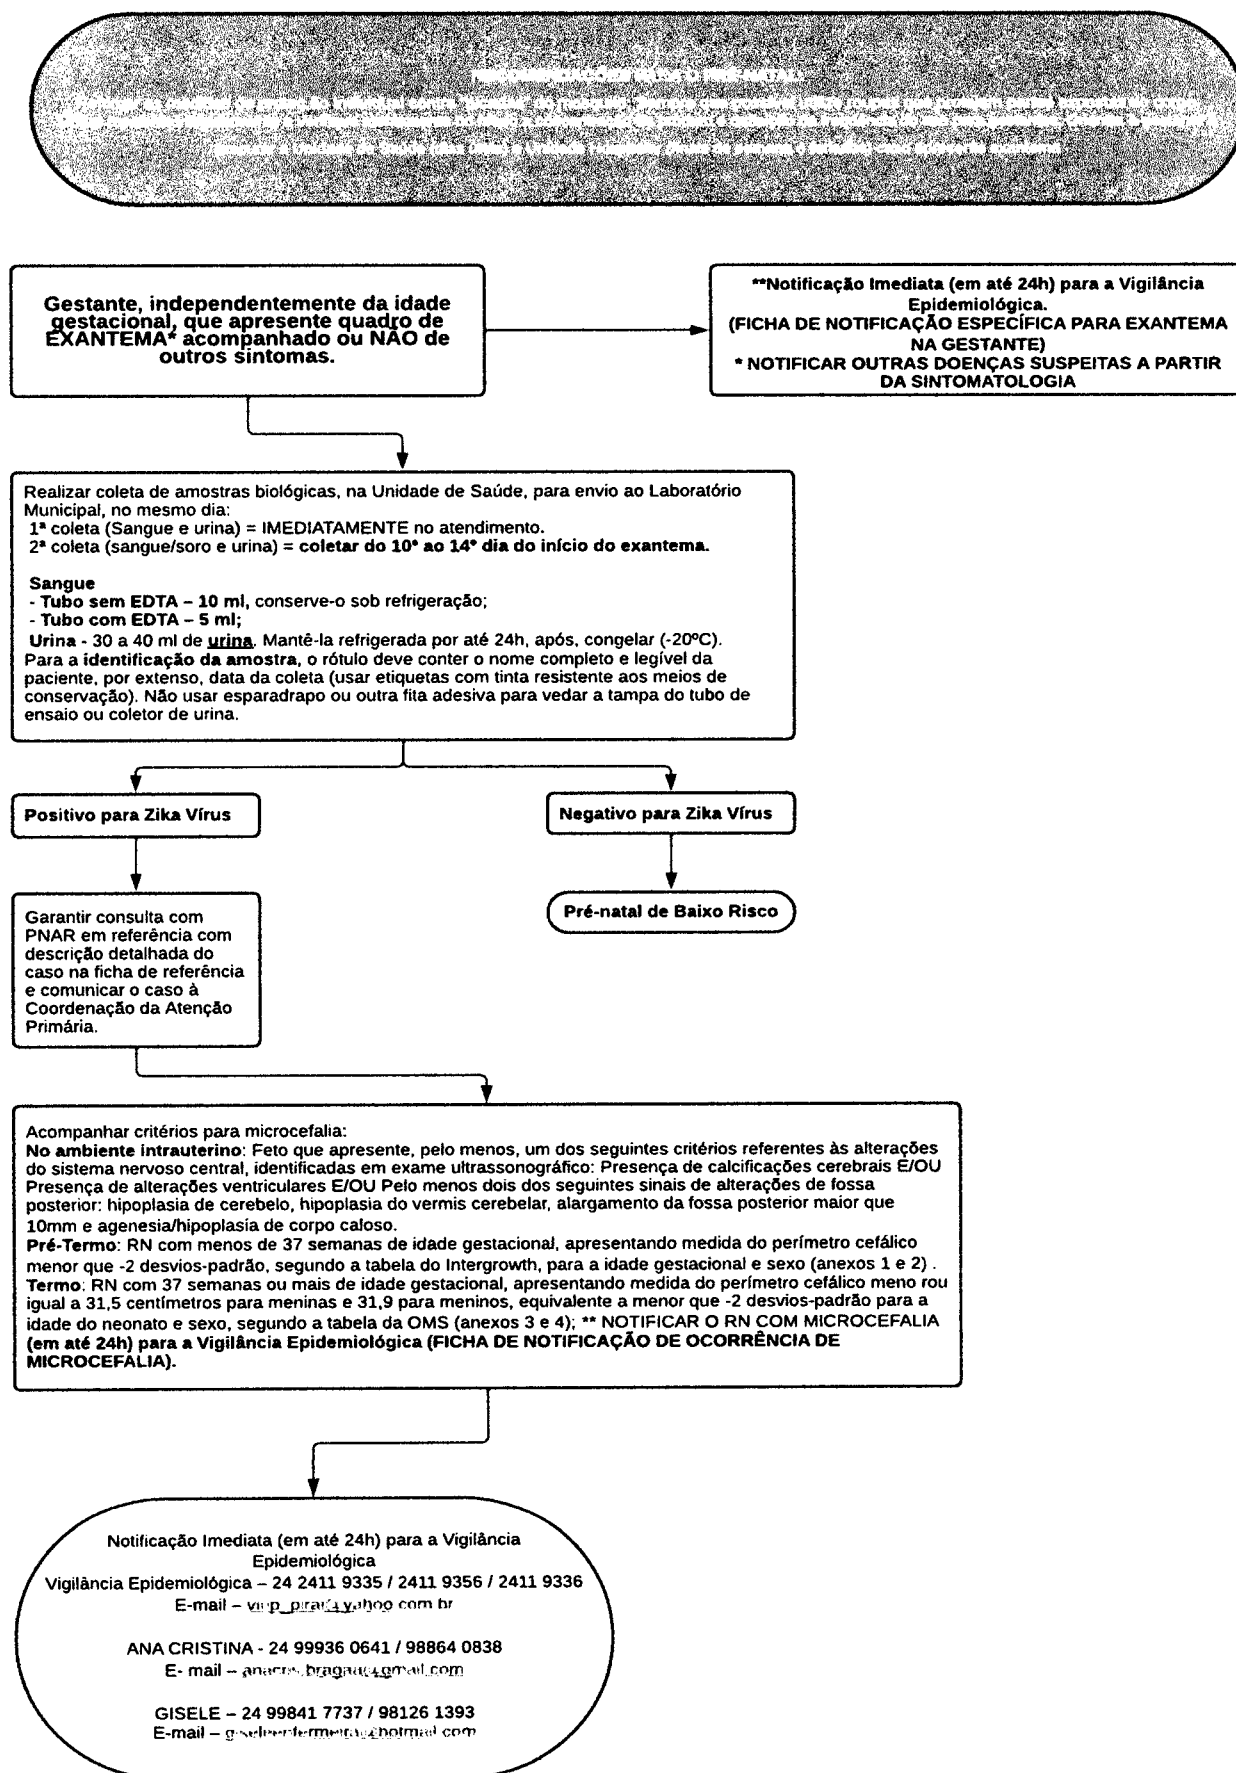 Gestante, independentemente da idade
gestacional, que apresente quadro de
EXANTEMA* acompanhado ou NÃO de
outros sintomas.
**Notificação Imediata (em até 24h) para a Vigilância
Epidemiológica.
(FICHA DE NOTIFICAÇÃO ESPECÍFICA PARA EXANTEMA
NA GESTANTE)
* NOTIFICAR OUTRAS DOENÇAS SUSPEITAS A PARTIR
DA SINTOMATOLOGIA
Realizar coleta de amostras biológicas, na Unidade de Saúde, para envio ao Laboratório
Municipal, no mesmo dia:
1ª coleta (Sangue e urina) = IMEDIATAMENTE no atendimento.
2ª coleta (sangue/soro e urina) = coletar do 10° ao 14° dia do início do exantema.
Sangue
- Tubo sem EDTA – 10 ml, conserve-o sob refrigeração;
- Tubo com EDTA – 5 ml;
Urina - 30 a 40 ml de urina. Mantê-la refrigerada por até 24h, após, congelar (-20ºC).
Para a identificação da amostra, o rótulo deve conter o nome completo e legível da
paciente, por extenso, data da coleta (usar etiquetas com tinta resistente aos meios de
conservação). Não usar esparadrapo ou outra fita adesiva para vedar a tampa do tubo de
ensaio ou coletor de urina.
Positivo para Zika Vírus
Negativo para Zika Vírus
Garantir consulta com
PNAR em referência com
descrição detalhada do
caso na ficha de referência
e comunicar o caso à
Coordenação da Atenção
Primária.
Pré-natal de Baixo Risco
Acompanhar critérios para microcefalia:
No ambiente intrauterino: Feto que apresente, pelo menos, um dos seguintes critérios referentes às alterações
do sistema nervoso central, identificadas em exame ultrassonográfico: Presença de calcificações cerebrais E/OU
Presença de alterações ventriculares E/OU Pelo menos dois dos seguintes sinais de alterações de fossa
posterior: hipoplasia de cerebelo, hipoplasia do vermis cerebelar, alargamento da fossa posterior maior que
10mm e agenesia/hipoplasia de corpo caloso.
Pré-Termo: RN com menos de 37 semanas de idade gestacional, apresentando medida do perímetro cefálico
menor que -2 desvios-padrão, segundo a tabela do Intergrowth, para a idade gestacional e sexo (anexos 1 e 2) .
Termo: RN com 37 semanas ou mais de idade gestacional, apresentando medida do perímetro cefálico meno rou
igual a 31,5 centímetros para meninas e 31,9 para meninos, equivalente a menor que -2 desvios-padrão para a
idade do neonato e sexo, segundo a tabela da OMS (anexos 3 e 4); ** NOTIFICAR O RN COM MICROCEFALIA
(em até 24h) para a Vigilância Epidemiológica (FICHA DE NOTIFICAÇÃO DE OCORRÊNCIA DE
MICROCEFALIA).
Notificação Imediata (em até 24h) para a Vigilância
Epidemiológica
Vigilância Epidemiológica – 24 2411 9335 / 2411 9356 / 2411 9336
E-mail –
ANA CRISTINA - 24 99936 0641 / 98864 0838
E- mail –
GISELE – 24 99841 7737 / 98126 1393
E-mail –